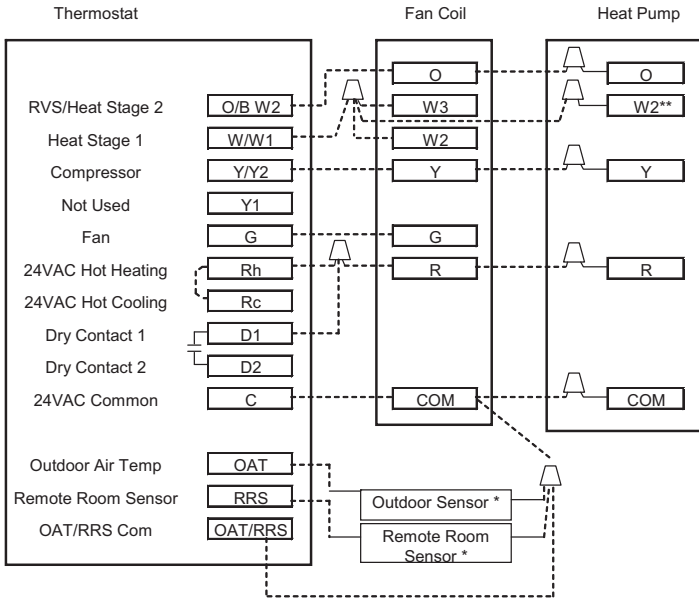 Thermostat Fan Coil Heat Pump
O O
RVS/Heat Stage 2 O/B W2 W3 W2**
Heat Stage 1 W/W1 W2
Compressor Y/Y2 Y Y
Not Used Y1
Fan G G
24VAC Hot Heating Rh R R
24VAC Hot Cooling Rc
Dry Contact 1 D1
Dry Contact 2 D2
24VAC Common C COM COM
Outdoor Air Temp OAT
Remote Room Sensor RRS Outdoor Sensor *
OAT/RRS Com OAT/RRS Remote Room
Sensor *